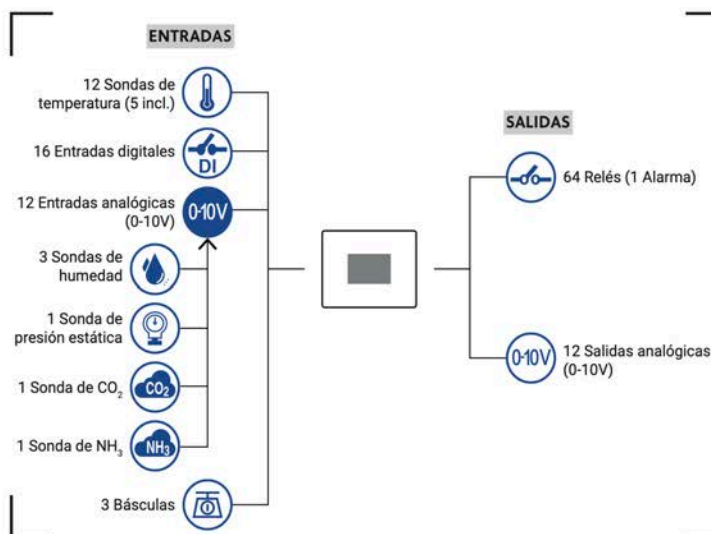 ENTRADAS
12 Sondas de
temperatura (5 incl.)
16 Entradas digitales
DI
12 Entradas analógicas
(0-10V)
0-10V
3 Sondas de
humedad
1 Sonda de
presión estática
1 Sonda de CO₂
CO₂
1 Sonda de NH₃
NH₃
3 Básculas
SALIDAS
64 Relés (1 Alarma)
0-10V
12 Salidas analógicas
(0-10V)